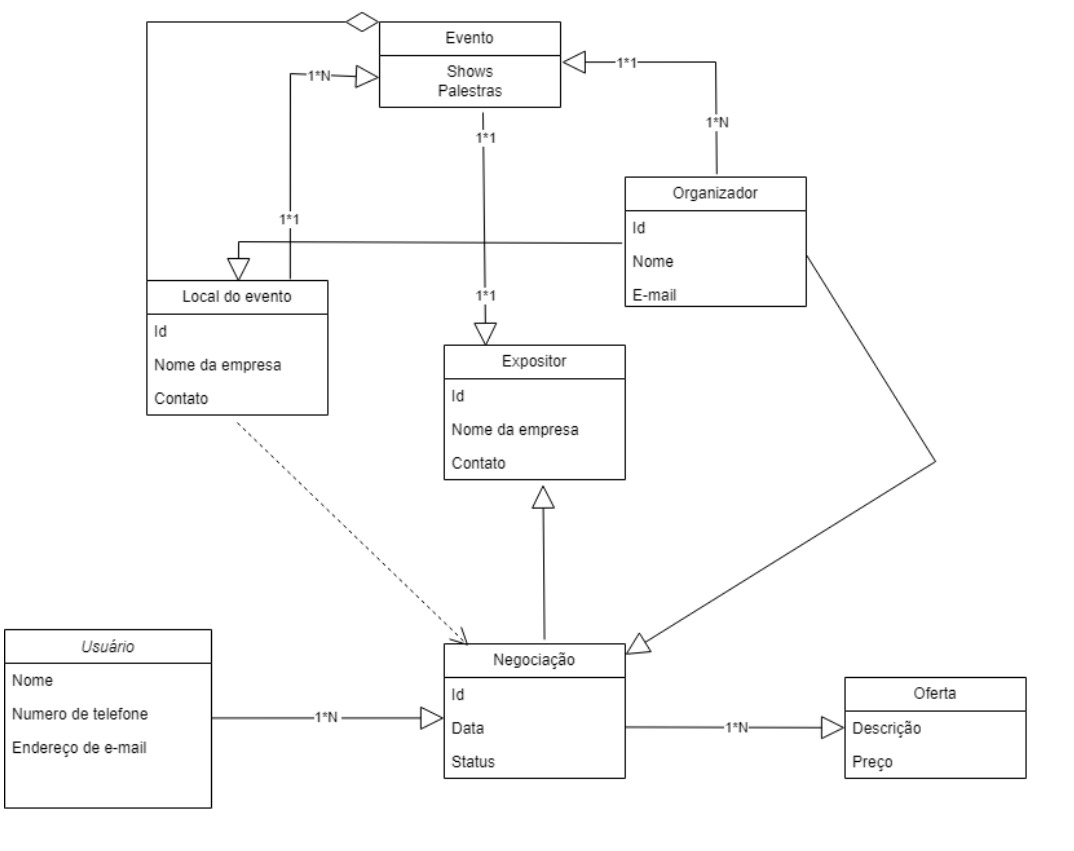 Evento
Shows
Palestras
1*N
1*1
1*1
1*N
1*1
1*1
1*1
Organizador
Id
Nome
E-mail
Local do evento
Id
Nome da empresa
Contato
Expositor
Id
Nome da empresa
Contato
Usuário
Nome
Numero de telefone
Endereço de e-mail
1*N
Negociação
Id
Data
Status
1*N
Oferta
Descrição
Preço